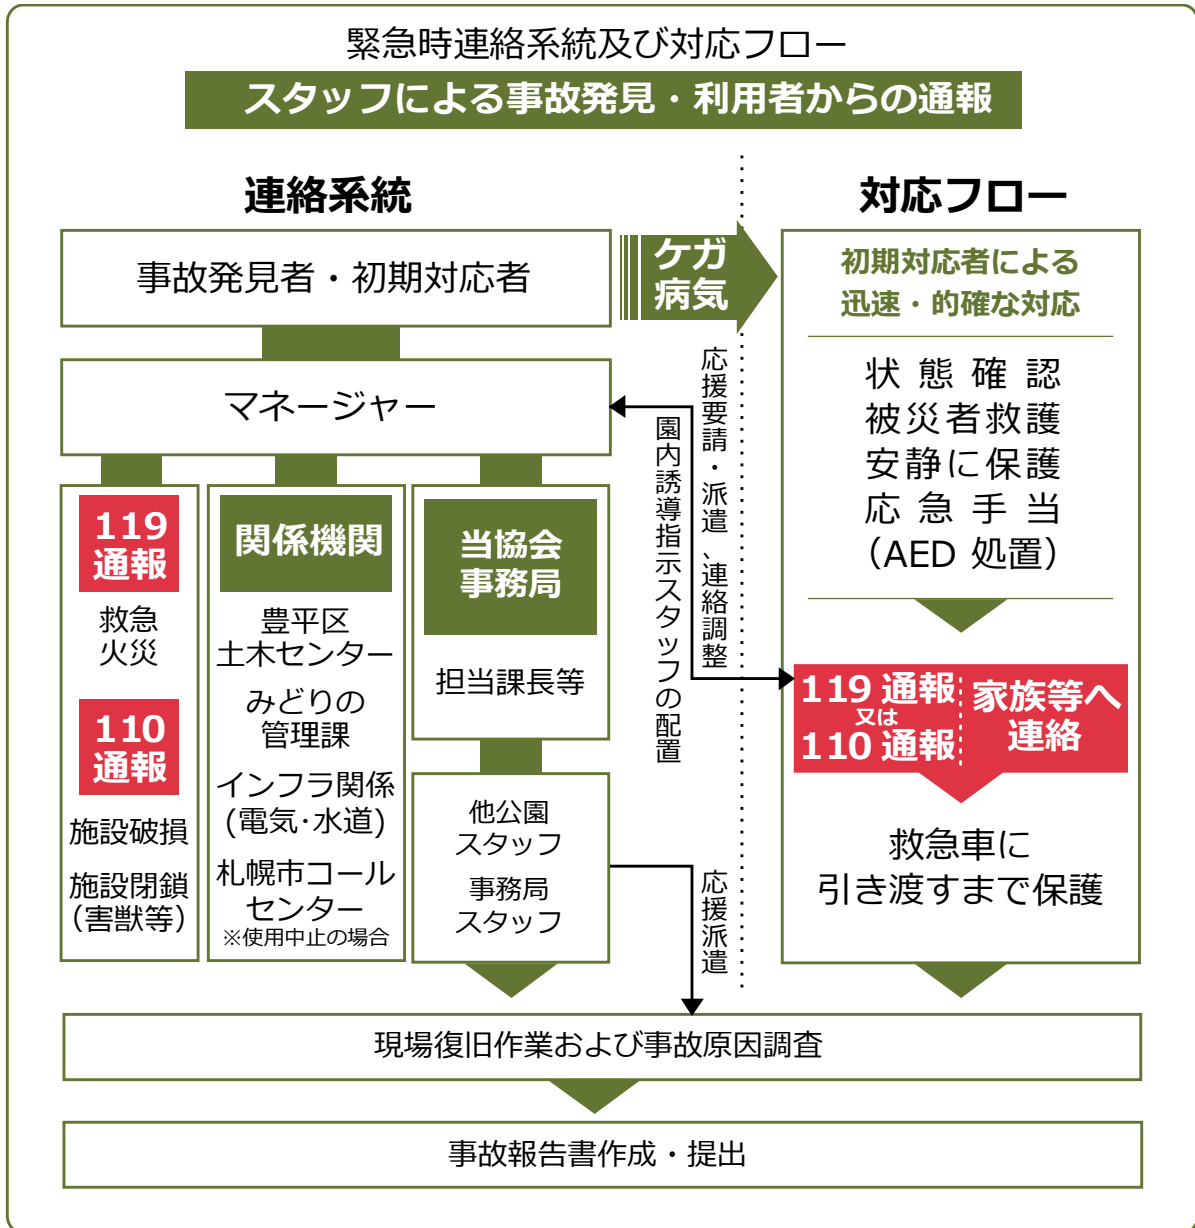 緊急時連絡系統及び対応フロー
スタッフによる事故発見・利用者からの通報
連絡系統
事故発見者・初期対応者
ケガ
病気
マネージャー
119
通報
救急
火災
110
通報
施設破損
施設閉鎖
（害獣等）
関係機関
豊平区
土木センター
みどりの
管理課
インフラ関係
(電気･水道)
札幌市コール
センター
※使用中止の場合
当協会
事務局
担当課長等
他公園
スタッフ
事務局
スタッフ
応援要請・派遣、連絡調整
園内誘導指示スタッフの配置
応援派遣
対応フロー
初期対応者による
迅速・的確な対応
状態確認
被災者救護
安静に保護
応急手当
（AED 処置）
119 通報
又は
110 通報
家族等へ
連絡
救急車に
引き渡すまで保護
現場復旧作業および事故原因調査
事故報告書作成・提出